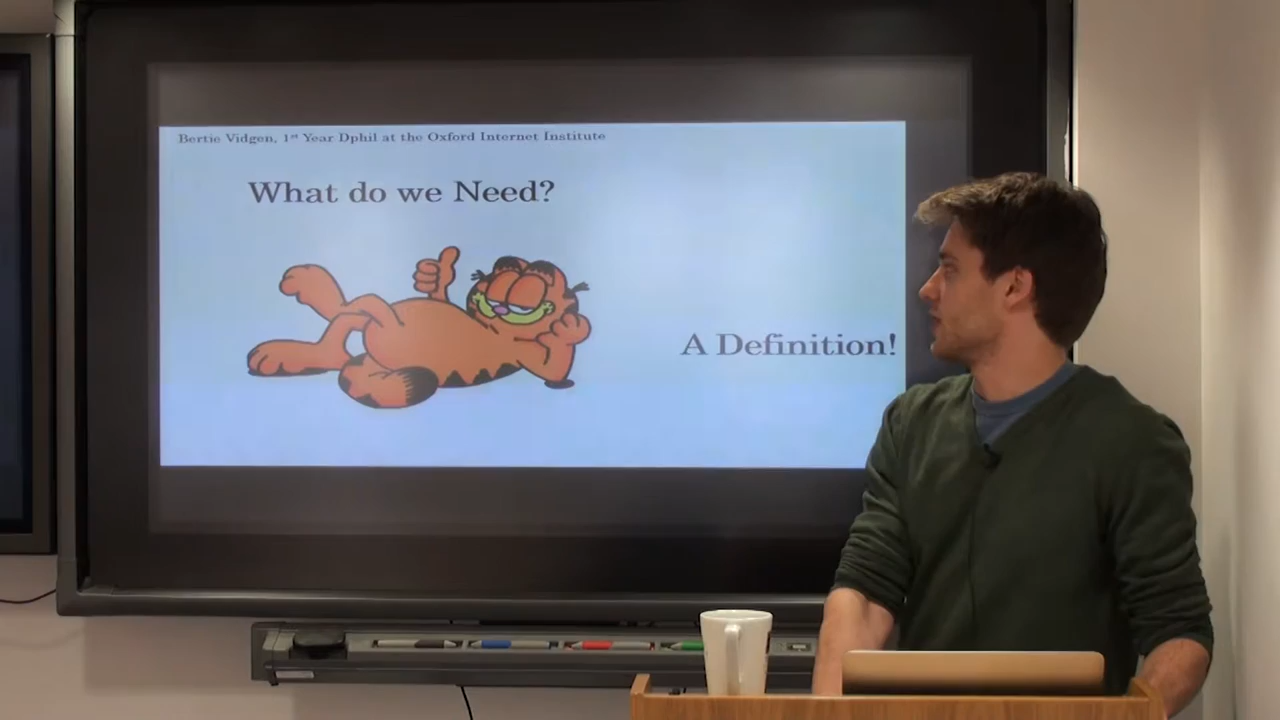 Bertie Vidgen, 1st Year Dphil at the Oxford Internet Institute
What do we Need?
A Definition!